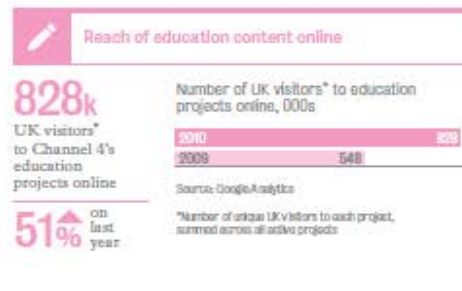 Reach of education content online
828k
UK visitors*
to Channel 4's
education
projects online
51% on
last
year
Number of UK visitors* to education
projects online, 000s
2010 828
2009 548
Source: Google Analytics
*Number of unique UK visitors to each project,
summed across all active projects